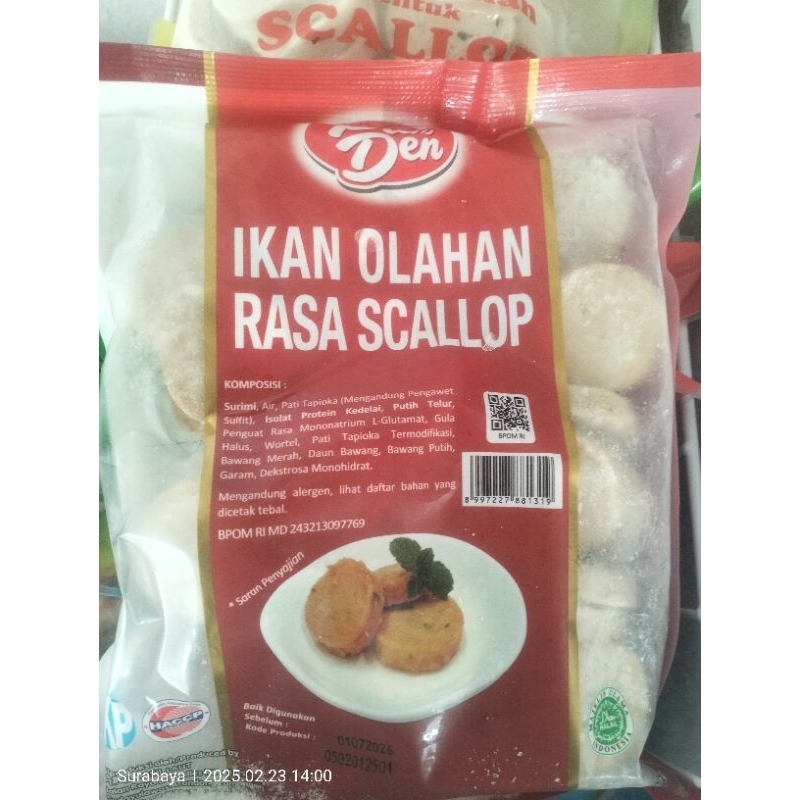 SCALLOP
Den
IKAN OLAHAN
RASA SCALLOP
KOMPOSISI :
Surimi, Air, Pati Tapioka (Mengandung Pengawet
Sulfit), Isolat Protein Kedelai, Putih Telur,
Penguat Rasa Mononatrium L-Glutamat, Gula
Halus, Wortel, Pati Tapioka Termodifikasi,
Bawang Merah, Daun Bawang, Bawang Putih,
Garam, Dekstrosa Monohidrat.
Mengandung alergen, lihat daftar bahan yang
dicetak tebal.
BPOM RI MD 243213097769
BPOM RI
8 997227 881319
* Saran Penyajian
Baik Digunakan
Sebelum :
Kode Produksi :
01072026
0502012501
HACCP
HALAL
INDONESIA
Surabaya | 2025.02.23 14:00